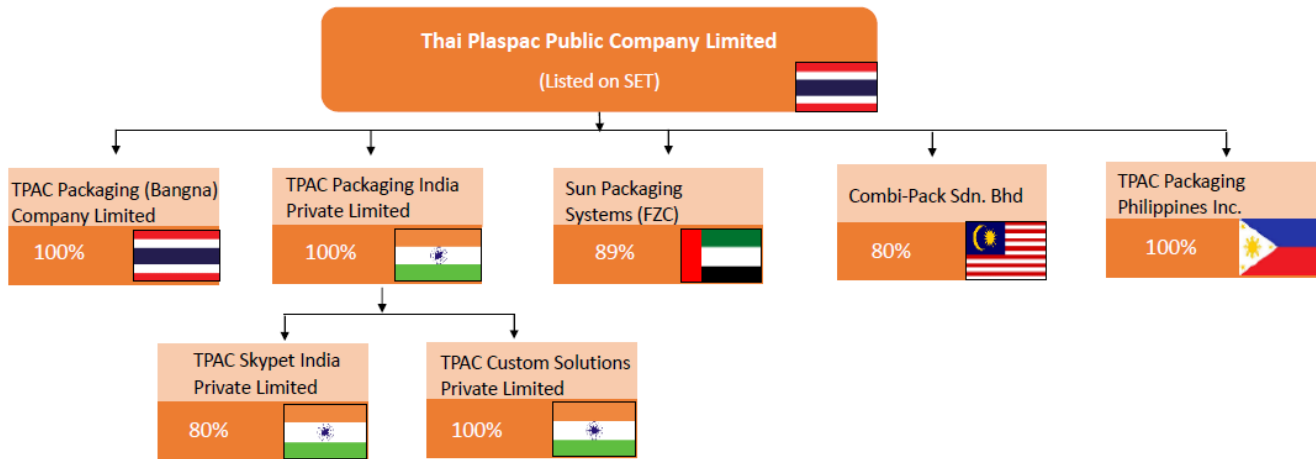 Thai Plaspac Public Company Limited
(Listed on SET)
TPAC Packaging (Bangna)
Company Limited
100%
TPAC Packaging India
Private Limited
100%
Sun Packaging
Systems (FZC)
89%
Combi-Pack Sdn. Bhd
80%
TPAC Packaging
Philippines Inc.
100%
TPAC Skypet India
Private Limited
80%
TPAC Custom Solutions
Private Limited
100%